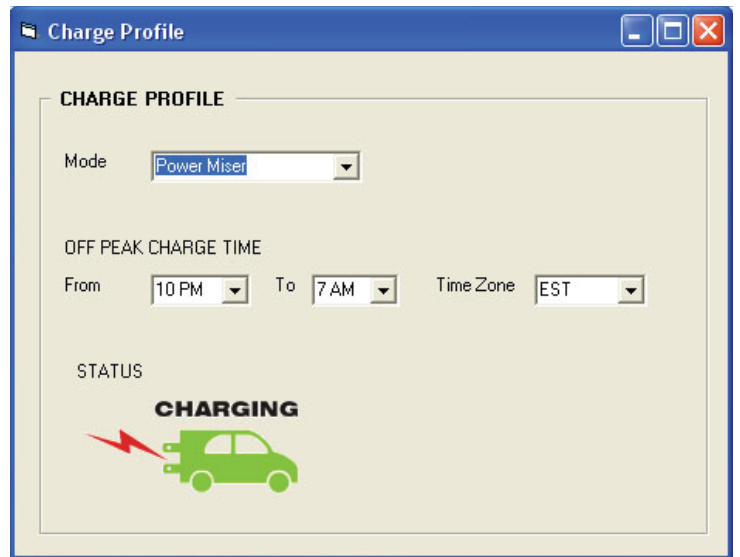 Charge Profile
CHARGE PROFILE
Mode Power Miser
OFF PEAK CHARGE TIME
From 10 PM To 7 AM Time Zone EST
STATUS
CHARGING